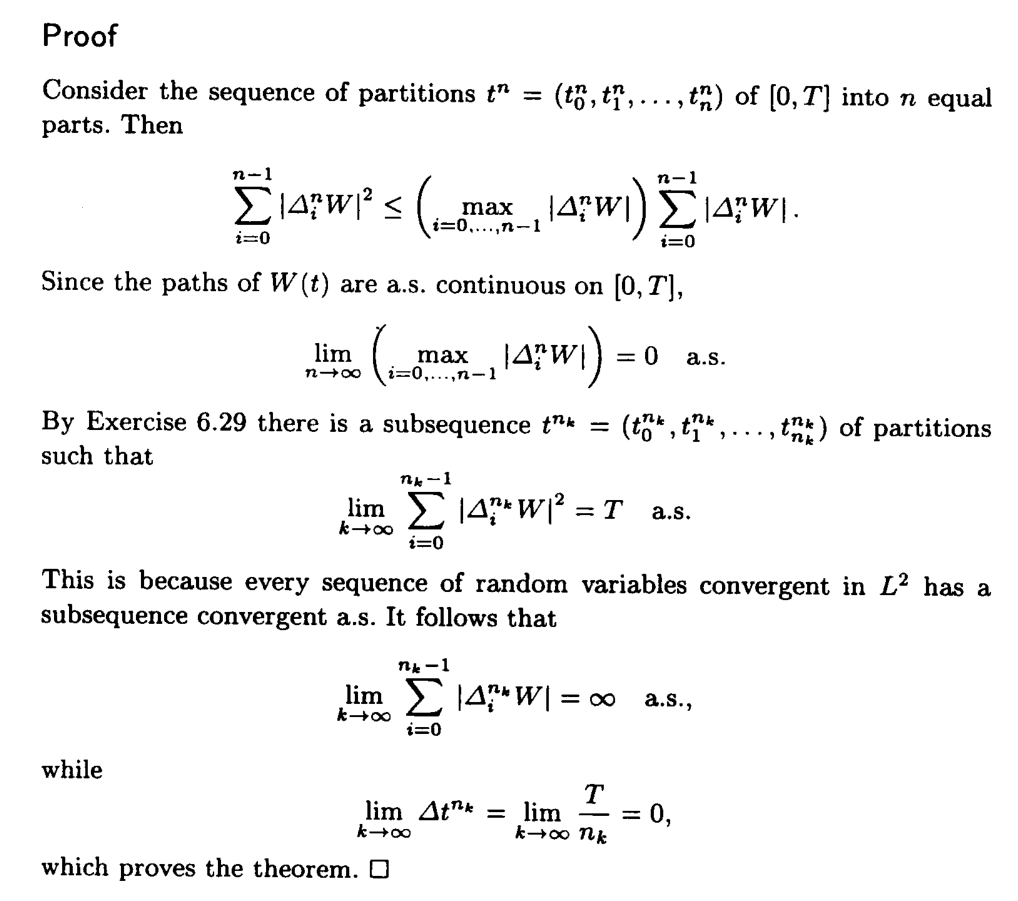 Proof
Consider the sequence of partitions $t^n = (t_0^n, t_1^n, \ldots, t_n^n)$ of $[0, T]$ into $n$ equal
parts. Then
$$\sum_{i=0}^{n-1} |\Delta_i^n W|^2 \leq \left( \max_{i=0,\ldots,n-1} |\Delta_i^n W| \right) \sum_{i=0}^{n-1} |\Delta_i^n W| .$$
Since the paths of $W(t)$ are a.s. continuous on $[0, T]$,
$$\lim_{n \to \infty} \left( \max_{i=0,\ldots,n-1} |\Delta_i^n W| \right) = 0 \quad \text{a.s.}$$
By Exercise 6.29 there is a subsequence $t^{n_k} = (t_0^{n_k}, t_1^{n_k}, \ldots, t_{n_k}^{n_k})$ of partitions
such that
$$\lim_{k \to \infty} \sum_{i=0}^{n_k-1} |\Delta_i^{n_k} W|^2 = T \quad \text{a.s.}$$
This is because every sequence of random variables convergent in $L^2$ has a
subsequence convergent a.s. It follows that
$$\lim_{k \to \infty} \sum_{i=0}^{n_k-1} |\Delta_i^{n_k} W| = \infty \quad \text{a.s.,}$$
while
$$\lim_{k \to \infty} \Delta t^{n_k} = \lim_{k \to \infty} \frac{T}{n_k} = 0,$$
which proves the theorem. □